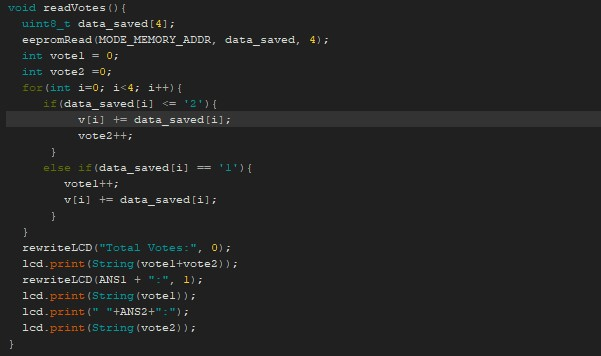 void readVotes(){
  uint8_t data_saved[4];
  eepromRead(MODE_MEMORY_ADDR, data_saved, 4);
  int vote1 = 0;
  int vote2 =0;
  for(int i=0; i<4; i++){
     if(data_saved[i] <= '2'){
          v[i] += data_saved[i];
          vote2++;
      }
     else if(data_saved[i] == '1'){
        vote1++;
        v[i] += data_saved[i];
      }
  }
  rewriteLCD("Total Votes:", 0);
  lcd.print(String(vote1+vote2));
  rewriteLCD(ANS1 + ":", 1);
  lcd.print(String(vote1));
  lcd.print(" "+ANS2+":");
  lcd.print(String(vote2));
}